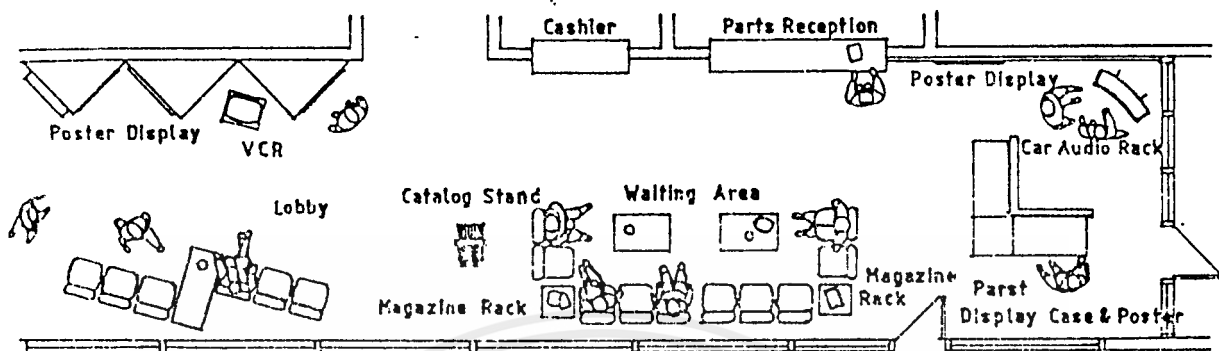 Cashier
Parts Reception
Poster Display
Poster Display
VCR
Car Audio Rack
Lobby
Catalog Stand
Waiting Area
Magazine Rack
Magazine
Rack
Parst
Display Case & Poster